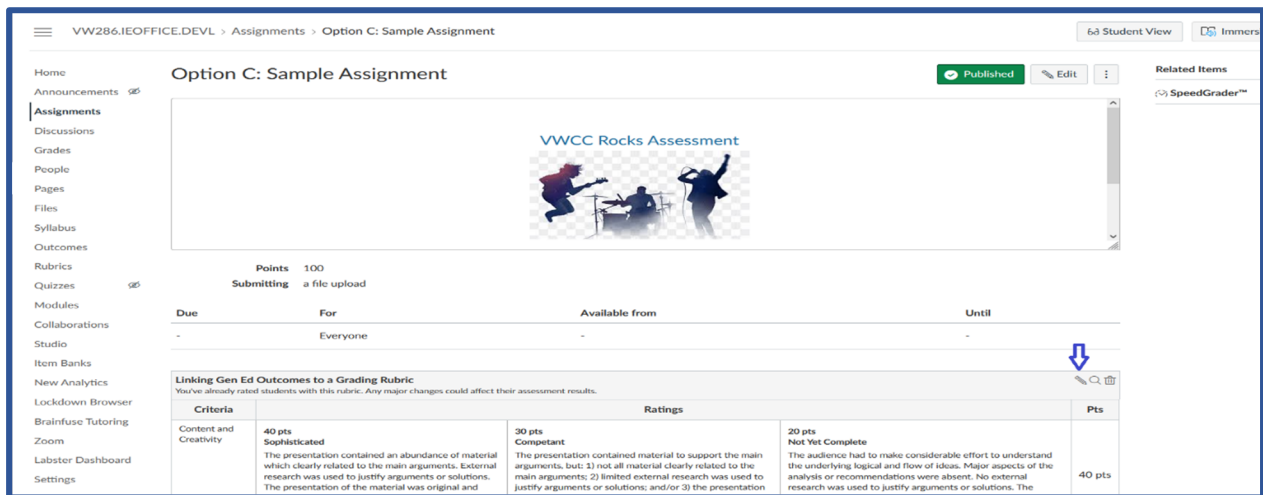 VW286.IEOFFICE.DEVL > Assignments > Option C: Sample Assignment
Student View
Immers
Home
Announcements
Assignments
Discussions
Grades
People
Pages
Files
Syllabus
Outcomes
Rubrics
Quizzes
Modules
Collaborations
Studio
Item Banks
New Analytics
Lockdown Browser
Brainfuse Tutoring
Zoom
Labster Dashboard
Settings
Option C: Sample Assignment
Published
Edit
Related Items
SpeedGrader™
VWCC Rocks Assessment
Points 100
Submitting a file upload
Due For Available from Until
- Everyone - -
Linking Gen Ed Outcomes to a Grading Rubric
You've already rated students with this rubric. Any major changes could affect their assessment results.
Criteria Ratings Pts
Content and
Creativity
40 pts
Sophisticated
The presentation contained an abundance of material
which clearly related to the main arguments. External
research was used to justify arguments or solutions.
The presentation of the material was original and
30 pts
Competant
The presentation contained material to support the main
arguments, but: 1) not all material clearly related to the
main arguments; 2) limited external research was used to
justify arguments or solutions; and/or 3) the presentation
20 pts
Not Yet Complete
The audience had to make considerable effort to understand
the underlying logical and flow of ideas. Major aspects of the
analysis or recommendations were absent. No external
research was used to justify arguments or solutions. The
40 pts